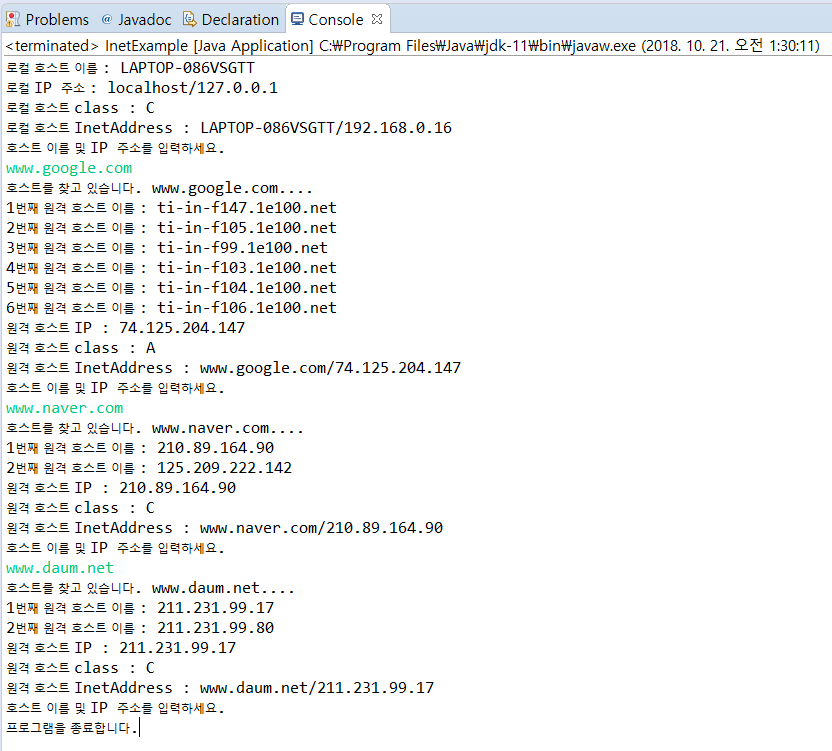 Problems @ Javadoc Declaration Console
<terminated> InetExample [Java Application] C:₩Program Files₩Java₩jdk-11₩bin₩javaw.exe (2018. 10. 21. 오전 1:30:11)
로컬 호스트 이름 : LAPTOP-086VSGTT
로컬 IP 주소 : localhost/127.0.0.1
로컬 호스트 class : C
로컬 호스트 InetAddress : LAPTOP-086VSGTT/192.168.0.16
호스트 이름 및 IP 주소를 입력하세요.
www.google.com
호스트를 찾고 있습니다. www.google.com....
1번째 원격 호스트 이름 : ti-in-f147.1e100.net
2번째 원격 호스트 이름 : ti-in-f105.1e100.net
3번째 원격 호스트 이름 : ti-in-f99.1e100.net
4번째 원격 호스트 이름 : ti-in-f103.1e100.net
5번째 원격 호스트 이름 : ti-in-f104.1e100.net
6번째 원격 호스트 이름 : ti-in-f106.1e100.net
원격 호스트 IP : 74.125.204.147
원격 호스트 class : A
원격 호스트 InetAddress : www.google.com/74.125.204.147
호스트 이름 및 IP 주소를 입력하세요.
www.naver.com
호스트를 찾고 있습니다. www.naver.com....
1번째 원격 호스트 이름 : 210.89.164.90
2번째 원격 호스트 이름 : 125.209.222.142
원격 호스트 IP : 210.89.164.90
원격 호스트 class : C
원격 호스트 InetAddress : www.naver.com/210.89.164.90
호스트 이름 및 IP 주소를 입력하세요.
www.daum.net
호스트를 찾고 있습니다. www.daum.net....
1번째 원격 호스트 이름 : 211.231.99.17
2번째 원격 호스트 이름 : 211.231.99.80
원격 호스트 IP : 211.231.99.17
원격 호스트 class : C
원격 호스트 InetAddress : www.daum.net/211.231.99.17
호스트 이름 및 IP 주소를 입력하세요.
프로그램을 종료합니다.